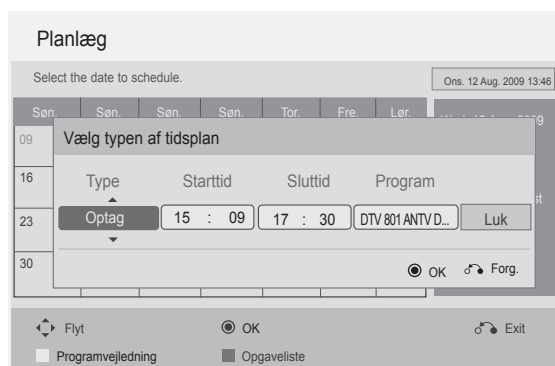 Planlæg
Select the date to schedule.
Ons. 12 Aug. 2009 13:46
Søn. Søn. Søn. Søn. Tor. Fre. Lør.
09
Vælg typen af tidsplan
16
Type Starttid Sluttid Program
23
Optag 15 : 09 17 : 30 DTV 801 ANTV D... Luk
30
OK Forg.
Flyt OK Exit
Programvejledning Opgaveliste